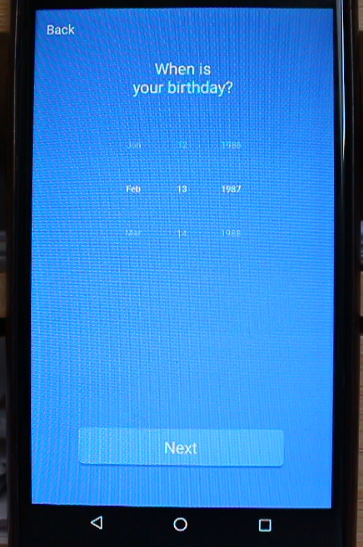 Back
When is
your birthday?
Jan 12 1986
Feb 13 1987
Mar 14 1988
Next